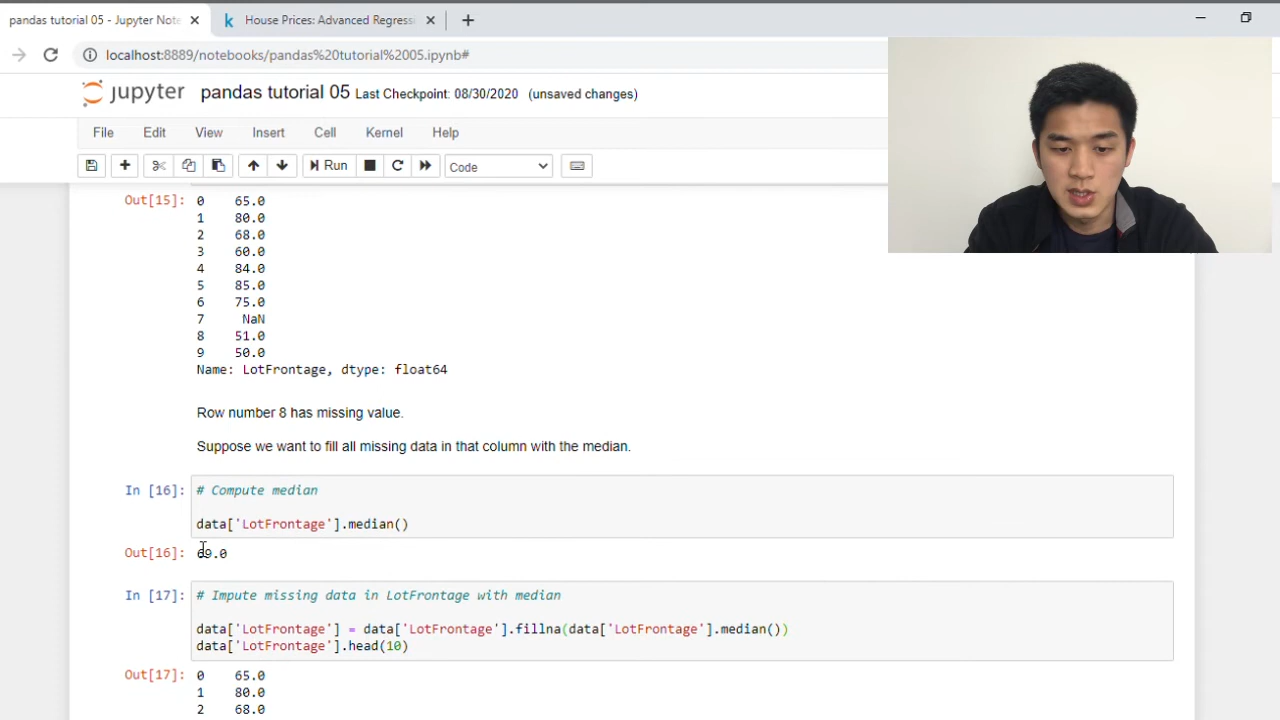 pandas tutorial 05 - Jupyter Note
House Prices: Advanced Regress
localhost:8889/notebooks/pandas%20tutorial%2005.ipynb#
jupyter pandas tutorial 05 Last Checkpoint: 08/30/2020 (unsaved changes)
File Edit View Insert Cell Kernel Help
Run Code
Out[15]: 0 65.0
1 80.0
2 68.0
3 60.0
4 84.0
5 85.0
6 75.0
7 NaN
8 51.0
9 50.0
Name: LotFrontage, dtype: float64
Row number 8 has missing value.
Suppose we want to fill all missing data in that column with the median.
In [16]: # Compute median
data['LotFrontage'].median()
Out[16]: 69.0
In [17]: # Impute missing data in LotFrontage with median
data['LotFrontage'] = data['LotFrontage'].fillna(data['LotFrontage'].median())
data['LotFrontage'].head(10)
Out[17]: 0 65.0
1 80.0
2 68.0